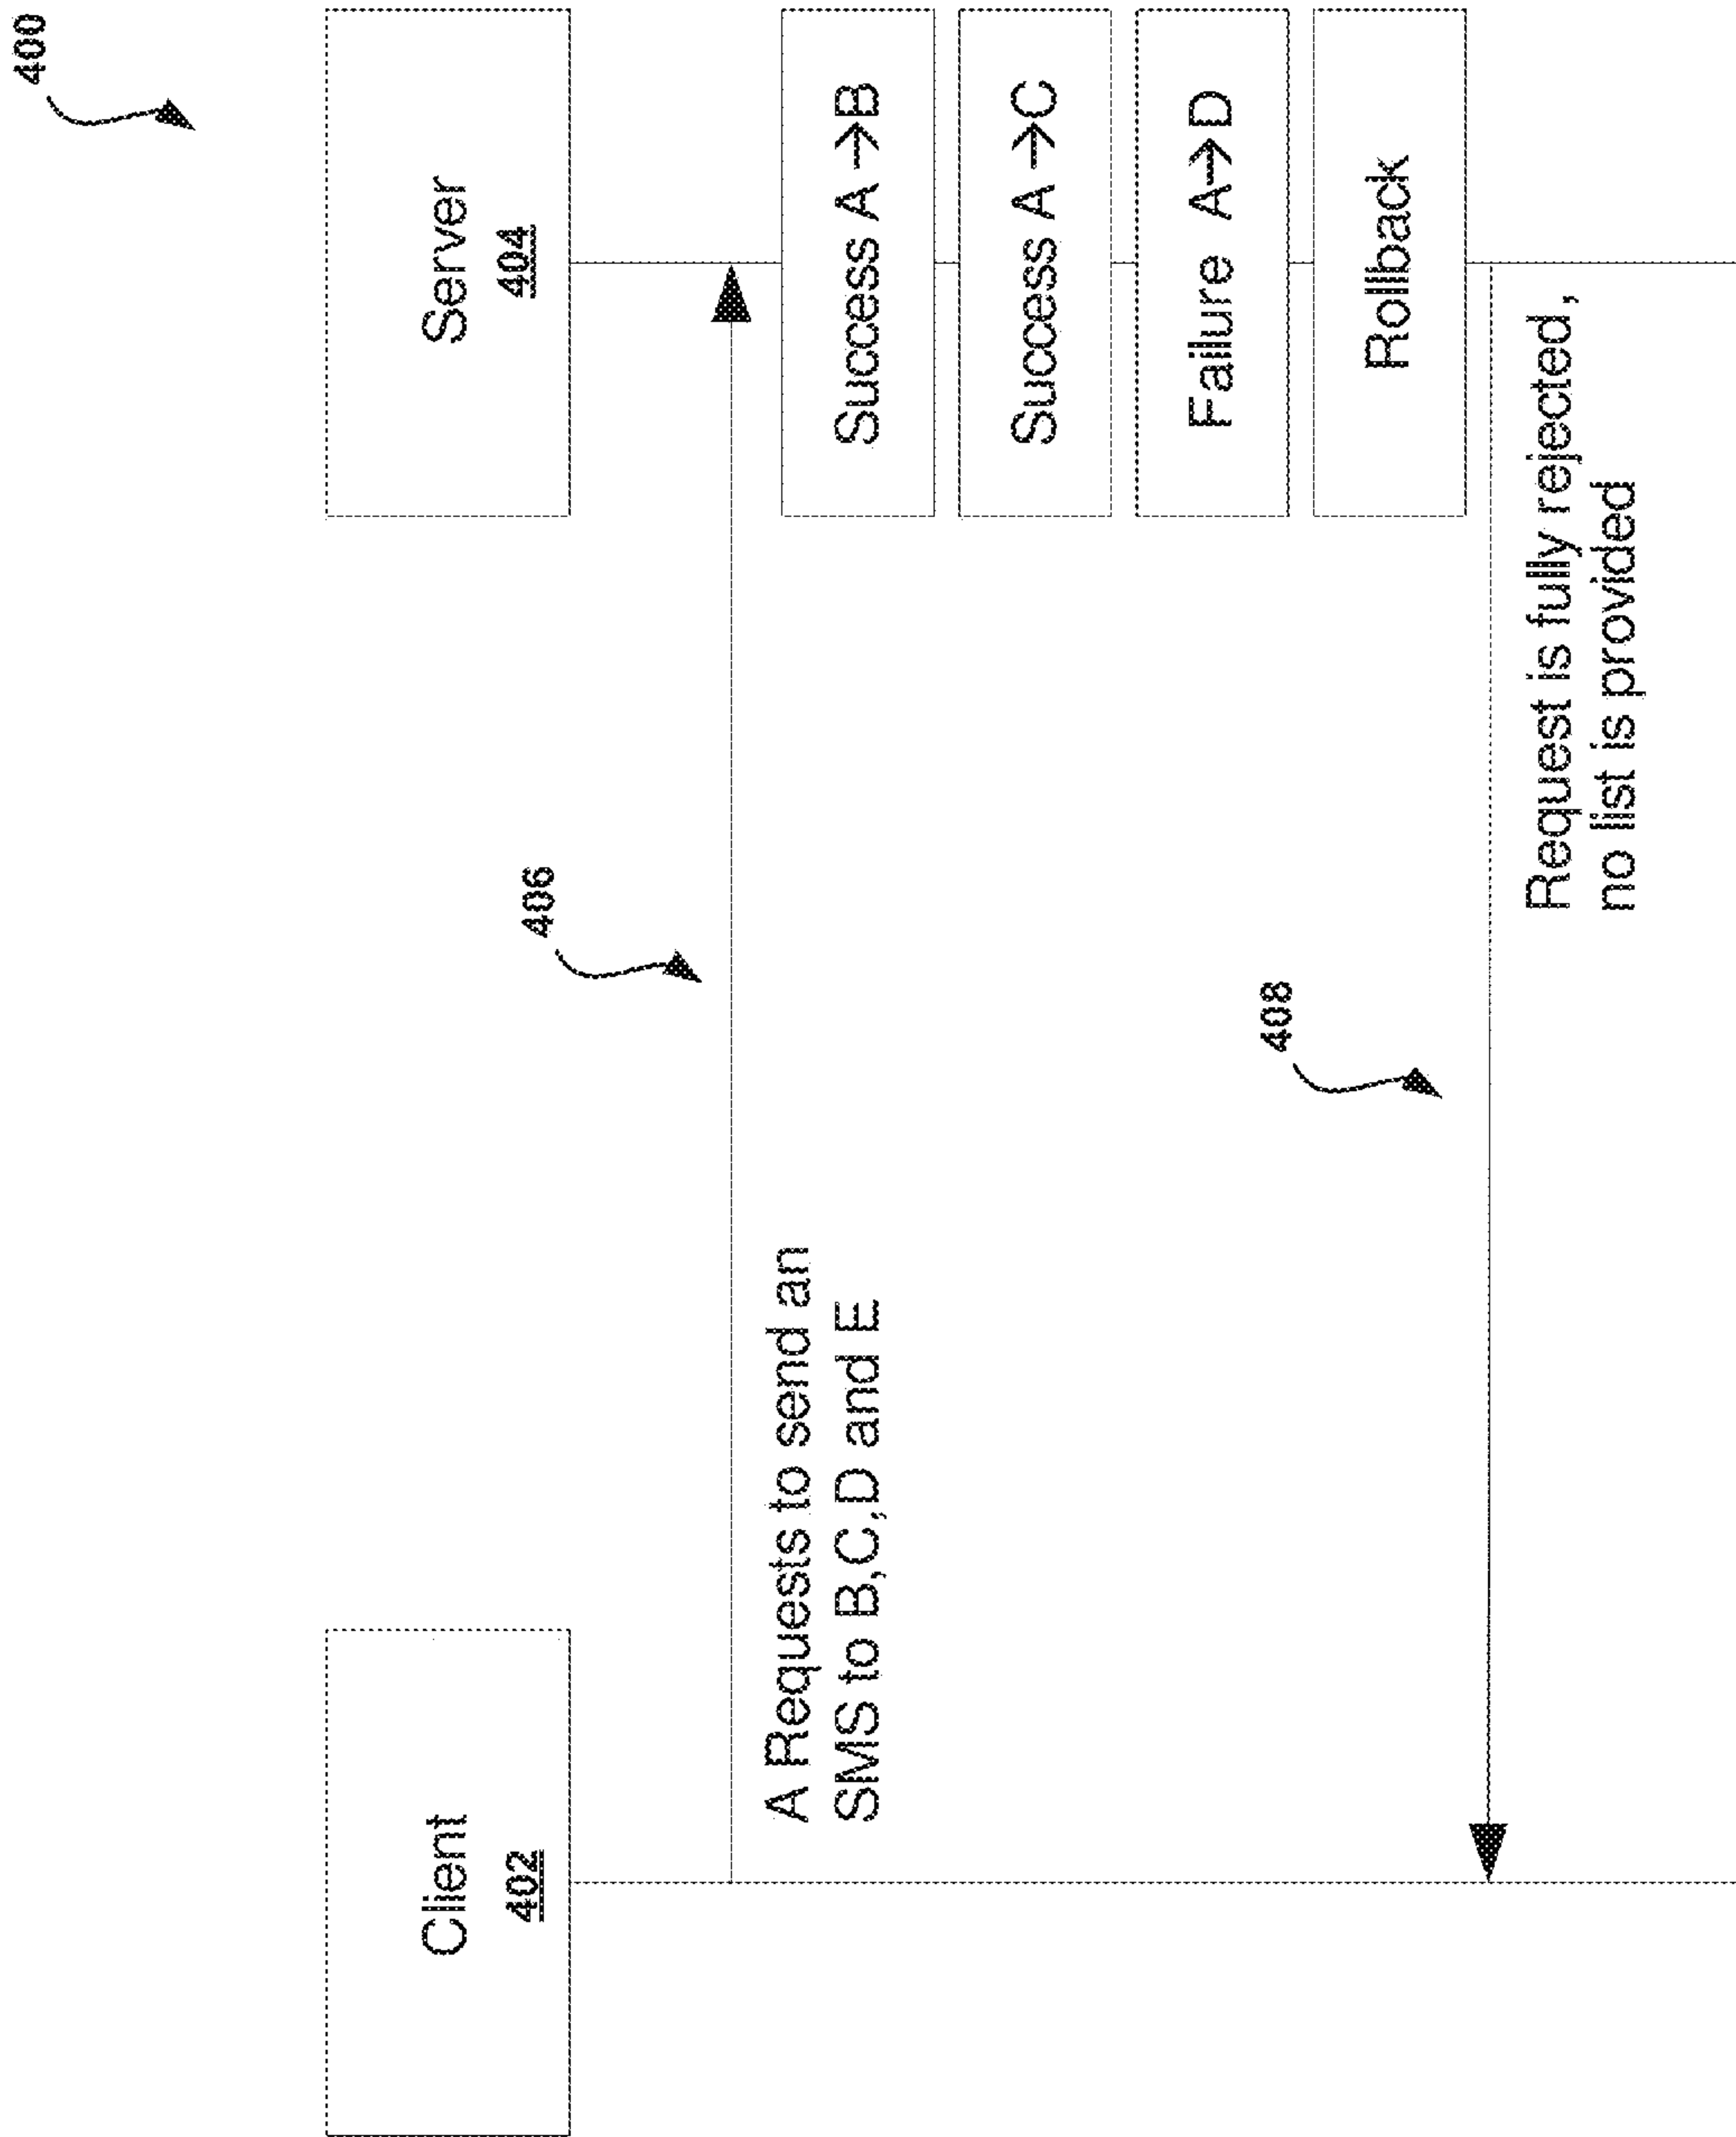 400
Client
402
Server
404
406
A Requests to send an
SMS to B,C,D and E
Success A →B
Success A →C
Failure A→D
Rollback
408
Request is fully rejected,
no list is provided